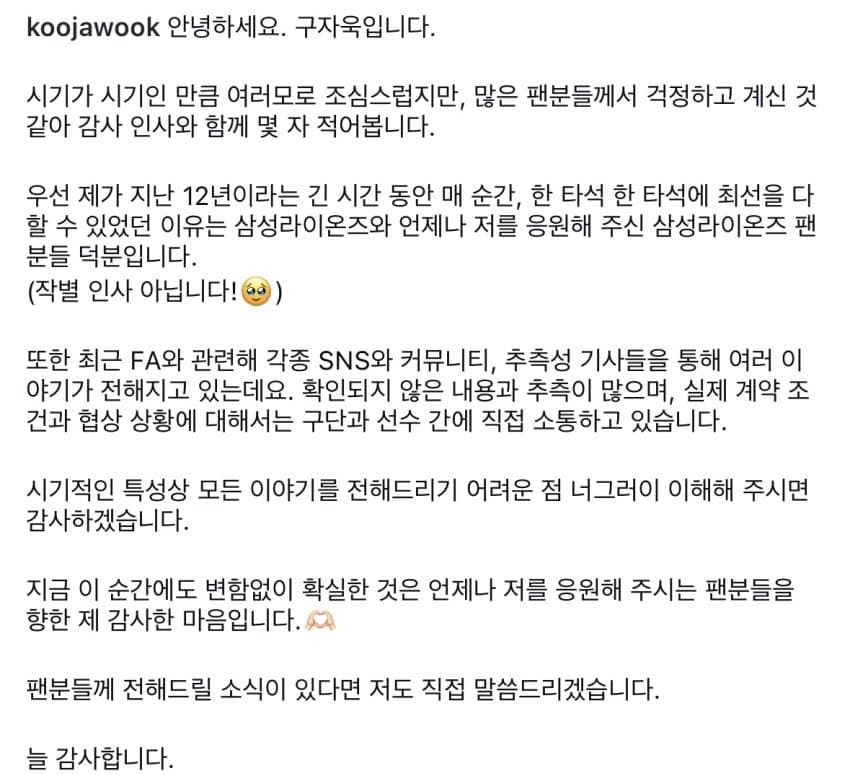 koojawook 안녕하세요. 구자욱입니다.
시기가 시기인 만큼 여러모로 조심스럽지만, 많은 팬분들께서 걱정하고 계신 것
같아 감사 인사와 함께 몇 자 적어봅니다.
우선 제가 지난 12년이라는 긴 시간 동안 매 순간, 한 타석 한 타석에 최선을 다
할 수 있었던 이유는 삼성라이온즈와 언제나 저를 응원해 주신 삼성라이온즈 팬
분들 덕분입니다.
(작별 인사 아닙니다!🥹)
또한 최근 FA와 관련해 각종 SNS와 커뮤니티, 추측성 기사들을 통해 여러 이
야기가 전해지고 있는데요. 확인되지 않은 내용과 추측이 많으며, 실제 계약 조
건과 협상 상황에 대해서는 구단과 선수 간에 직접 소통하고 있습니다.
시기적인 특성상 모든 이야기를 전해드리기 어려운 점 너그러이 이해해 주시면
감사하겠습니다.
지금 이 순간에도 변함없이 확실한 것은 언제나 저를 응원해 주시는 팬분들을
향한 제 감사한 마음입니다.🫶🏻
팬분들께 전해드릴 소식이 있다면 저도 직접 말씀드리겠습니다.
늘 감사합니다.